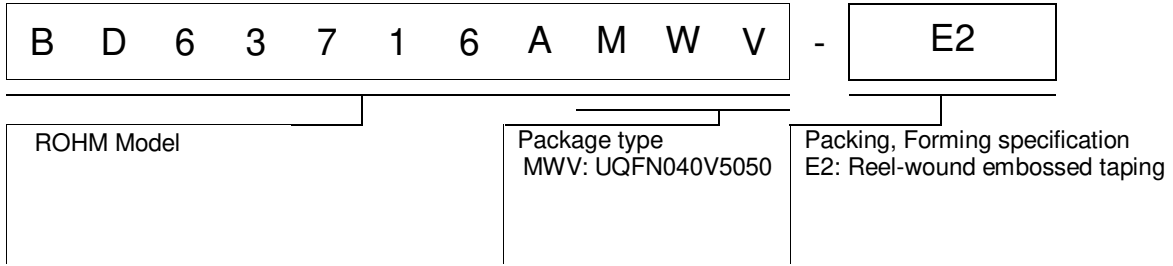 B D 6 3 7 1 6 A M W V - E2
ROHM Model
Package type
MWV: UQFN040V5050
Packing, Forming specification
E2: Reel-wound embossed taping